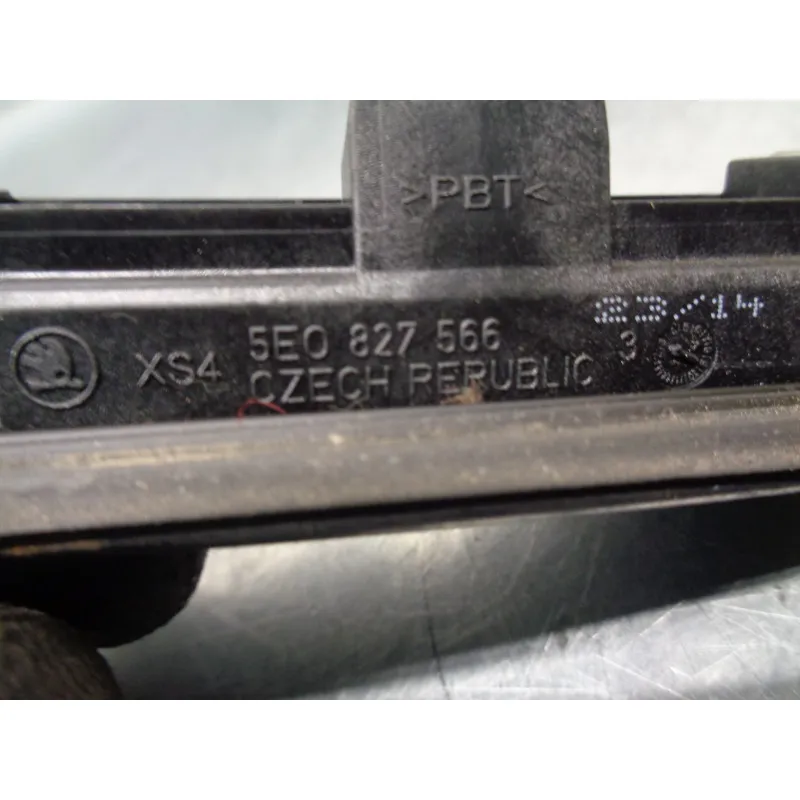 >PBT<
23/14
XS4 5E0 827 566 3
CZECH REPUBLIC